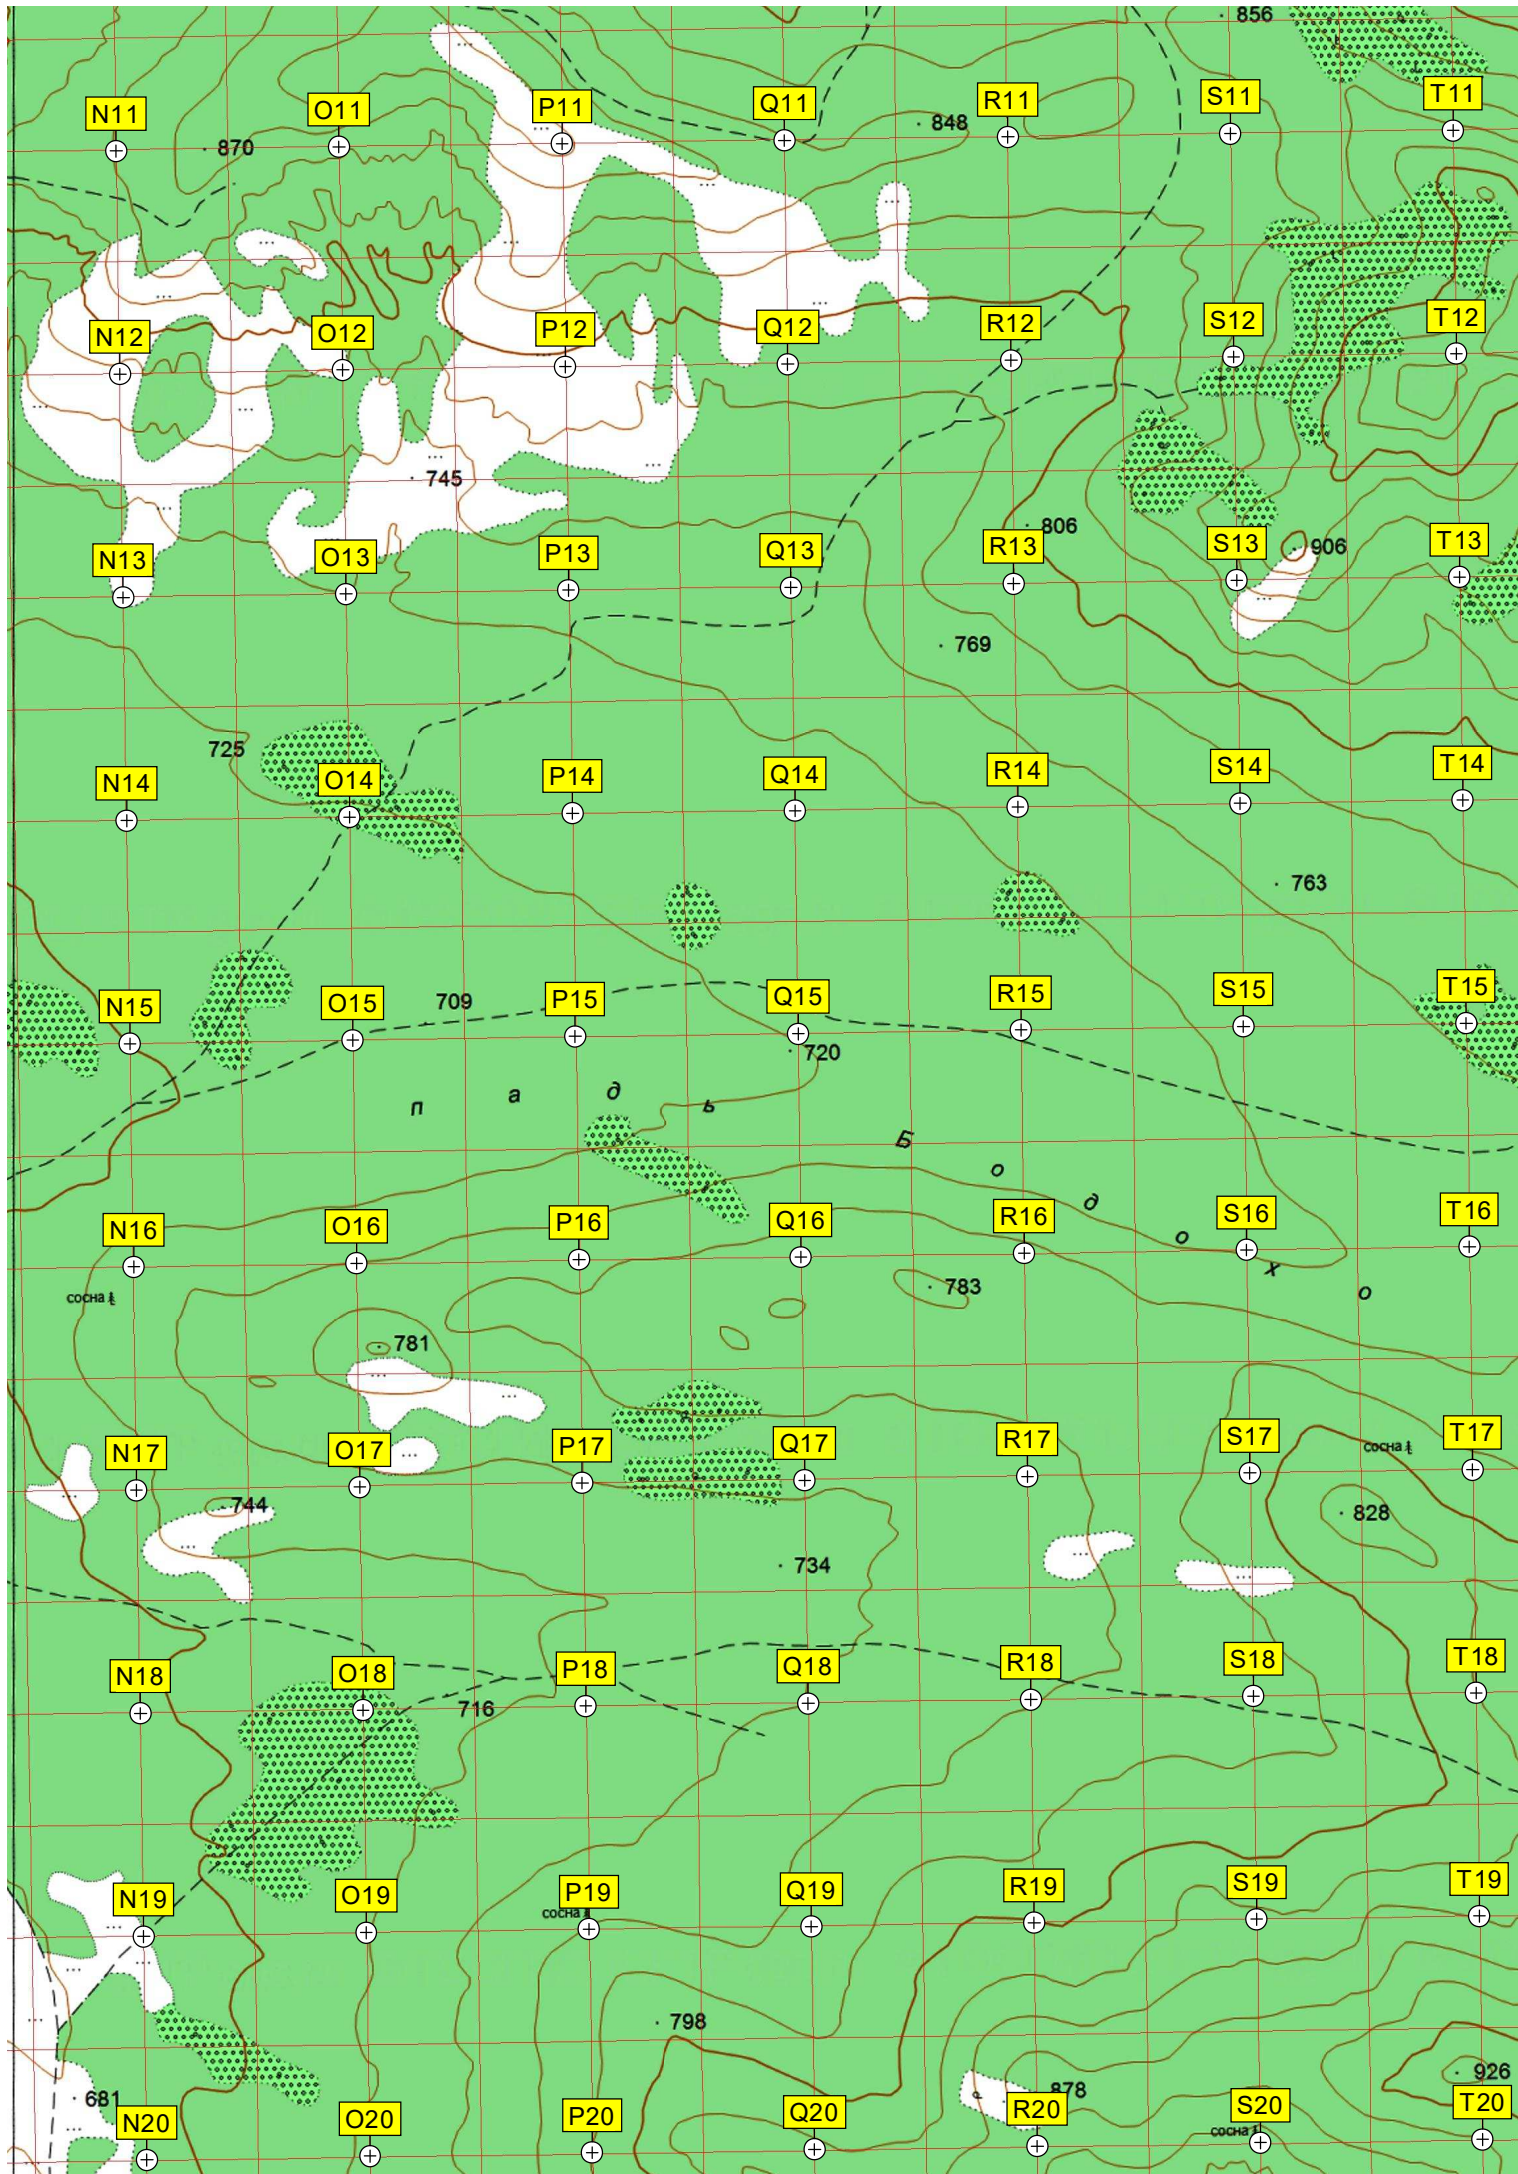 856
N11 O11 P11 Q11 R11 S11 T11
870 848
N12 O12 P12 Q12 R12 S12 T12
745
806
N13 O13 P13 Q13 R13 S13 906 T13
769
725
N14 O14 P14 Q14 R14 S14 T14
763
N15 O15 709 P15 Q15 R15 S15 T15
720
падь Бодохо
N16 O16 P16 Q16 R16 S16 T16
сосна 783
781
N17 O17 P17 Q17 R17 S17 сосна T17
744 828
734
N18 O18 P18 Q18 R18 S18 T18
716
N19 O19 P19 Q19 R19 S19 T19
сосна
798
926
681 878
N20 O20 P20 Q20 R20 S20 T20
сосна